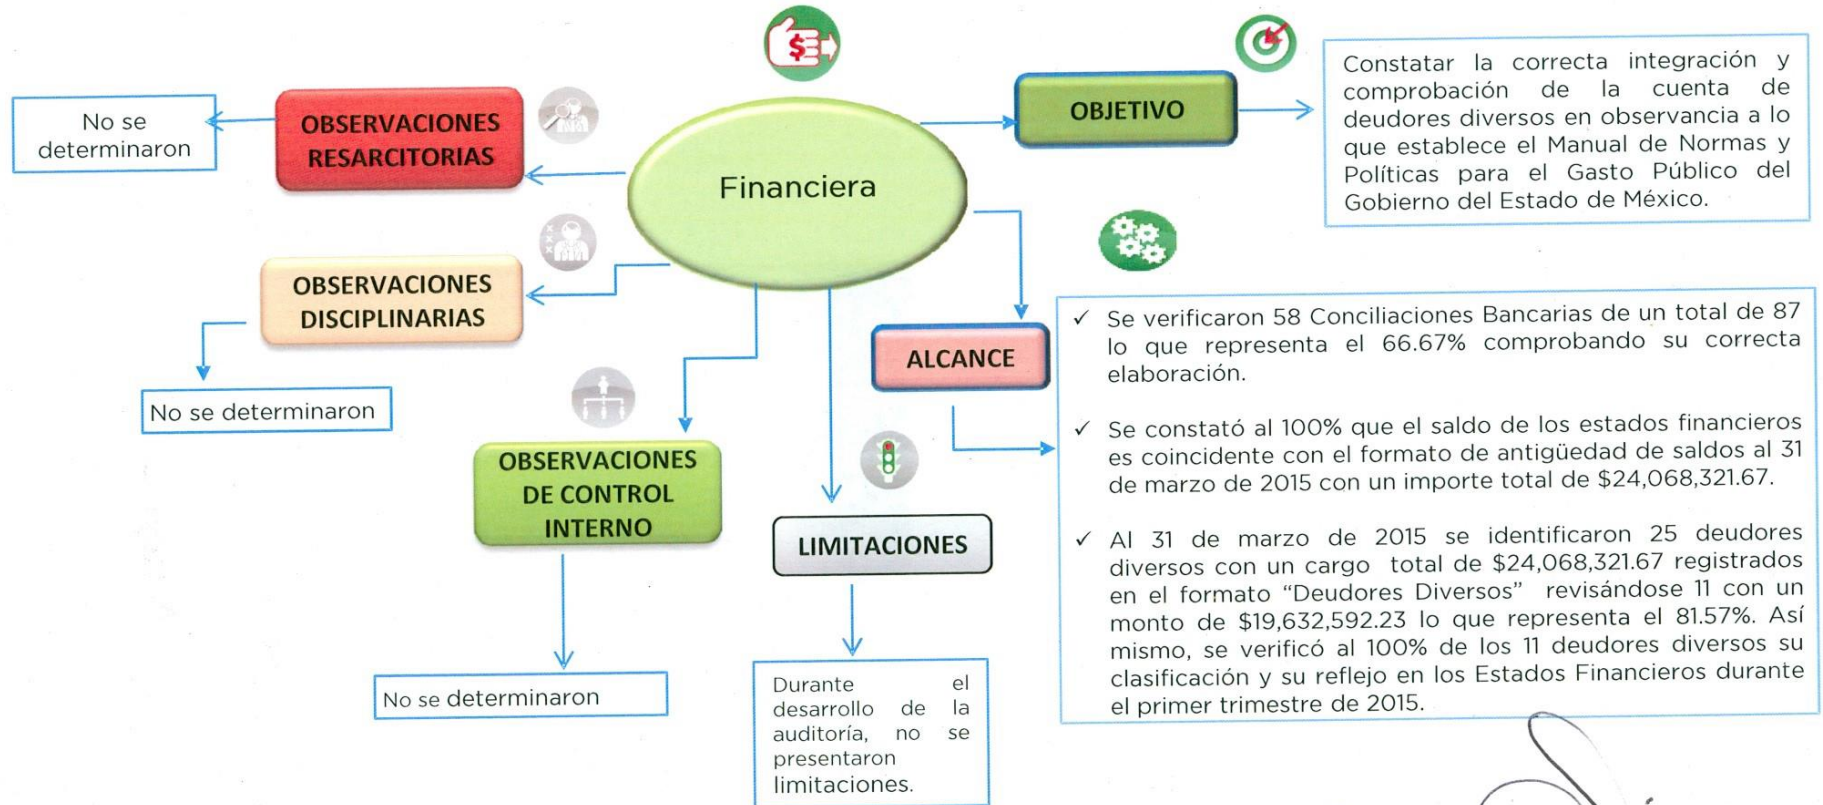 Financiera
OBJETIVO
Constatar la correcta integración y
comprobación de la cuenta de
deudores diversos en observancia a lo
que establece el Manual de Normas y
Políticas para el Gasto Público del
Gobierno del Estado de México.
OBSERVACIONES
RESARCITORIAS
No se
determinaron
OBSERVACIONES
DISCIPLINARIAS
No se determinaron
OBSERVACIONES
DE CONTROL
INTERNO
No se determinaron
LIMITACIONES
Durante el
desarrollo de la
auditoría, no se
presentaron
limitaciones.
ALCANCE
✓ Se verificaron 58 Conciliaciones Bancarias de un total de 87
lo que representa el 66.67% comprobando su correcta
elaboración.
✓ Se constató al 100% que el saldo de los estados financieros
es coincidente con el formato de antigüedad de saldos al 31
de marzo de 2015 con un importe total de $24,068,321.67.
✓ Al 31 de marzo de 2015 se identificaron 25 deudores
diversos con un cargo total de $24,068,321.67 registrados
en el formato “Deudores Diversos” revisándose 11 con un
monto de $19,632,592.23 lo que representa el 81.57%. Así
mismo, se verificó al 100% de los 11 deudores diversos su
clasificación y su reflejo en los Estados Financieros durante
el primer trimestre de 2015.
$